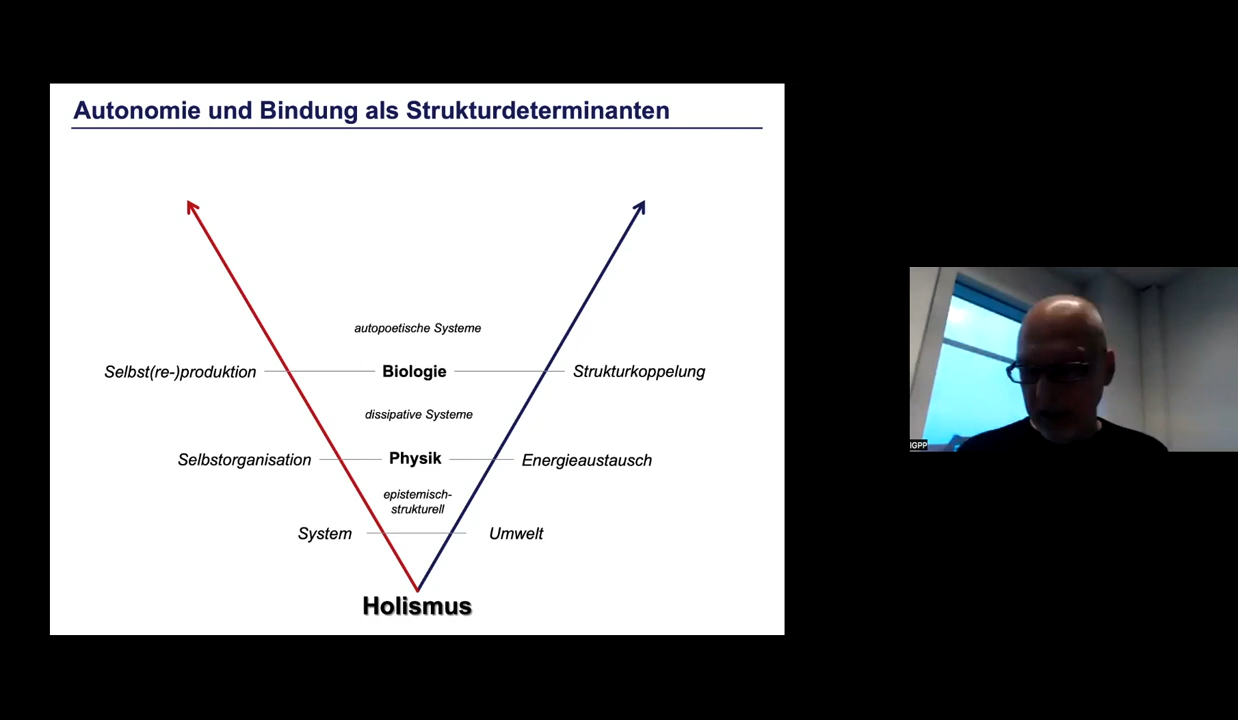 Autonomie und Bindung als Strukturdeterminanten
autopoetische Systeme
Selbst(re-)produktion Biologie Strukturkoppelung
dissipative Systeme
Selbstorganisation Physik Energieaustausch
epistemisch-
strukturell
System Umwelt
Holismus
IGPP